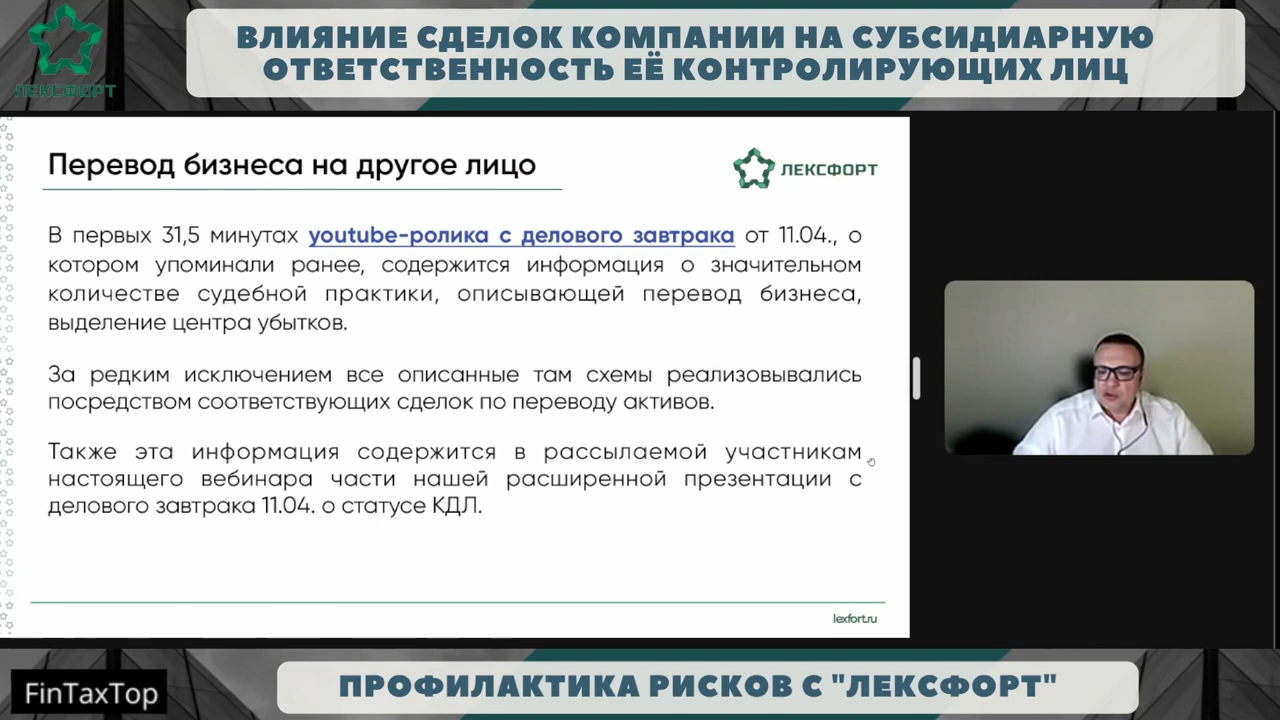 ВЛИЯНИЕ СДЕЛОК КОМПАНИИ НА СУБСИДИАРНУЮ
ОТВЕТСТВЕННОСТЬ ЕЁ КОНТРОЛИРУЮЩИХ ЛИЦ
ЛЕКСФОРТ
Перевод бизнеса на другое лицо
ЛЕКСФОРТ
В первых 31,5 минутах youtube-ролика с делового завтрака от 11.04., о
котором упоминали ранее, содержится информация о значительном
количестве судебной практики, описывающей перевод бизнеса,
выделение центра убытков.
За редким исключением все описанные там схемы реализовывались
посредством соответствующих сделок по переводу активов.
Также эта информация содержится в рассылаемой участникам
настоящего вебинара части нашей расширенной презентации с
делового завтрака 11.04. о статусе КДЛ.
lexfort.ru
FinTaxTop
ПРОФИЛАКТИКА РИСКОВ С "ЛЕКСФОРТ"